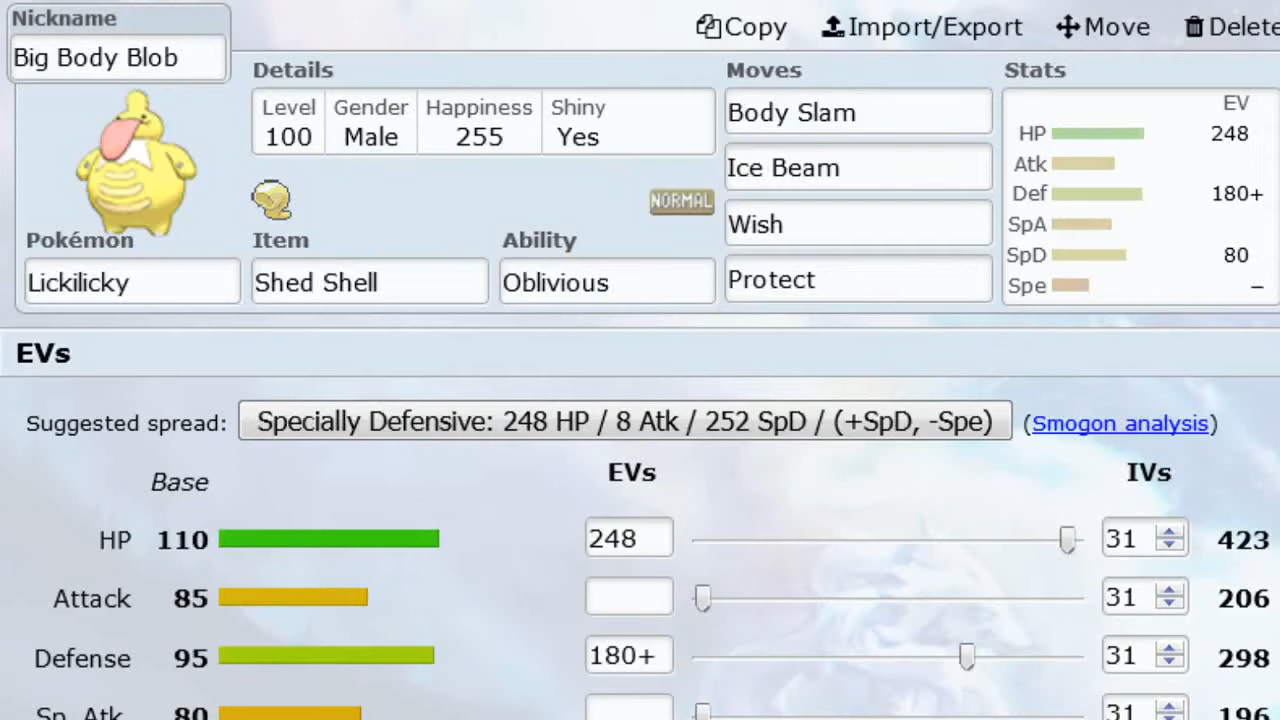 Nickname
Big Body Blob
Copy Import/Export Move Delete
Details
Level Gender Happiness Shiny
100 Male 255 Yes
NORMAL
Pokémon Item Ability
Lickilicky Shed Shell Oblivious
Moves
Body Slam
Ice Beam
Wish
Protect
Stats
EV
HP 248
Atk
Def 180+
SpA
SpD 80
Spe –
EVs
Suggested spread: Specially Defensive: 248 HP / 8 Atk / 252 SpD / (+SpD, -Spe) (Smogon analysis)
Base EVs IVs
HP 110 248 31 423
Attack 85 31 206
Defense 95 180+ 31 298
Sp. Atk. 80 31 196